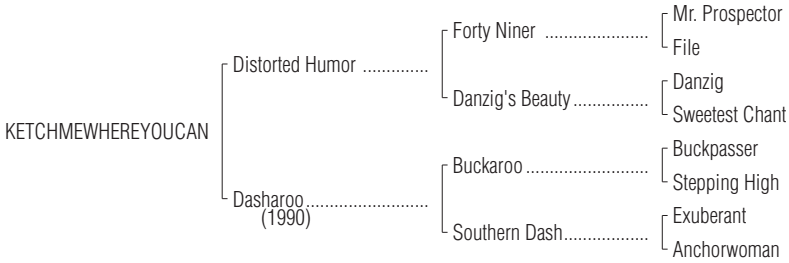 Mr. Prospector
Forty Niner ......................
File
Distorted Humor ..............
Danzig
Danzig's Beauty................
Sweetest Chant
KETCHMEWHEREYOUCAN
Buckpasser
Buckaroo ..........................
Stepping High
Dasharoo..........................
(1990)
Exuberant
Southern Dash..................
Anchorwoman